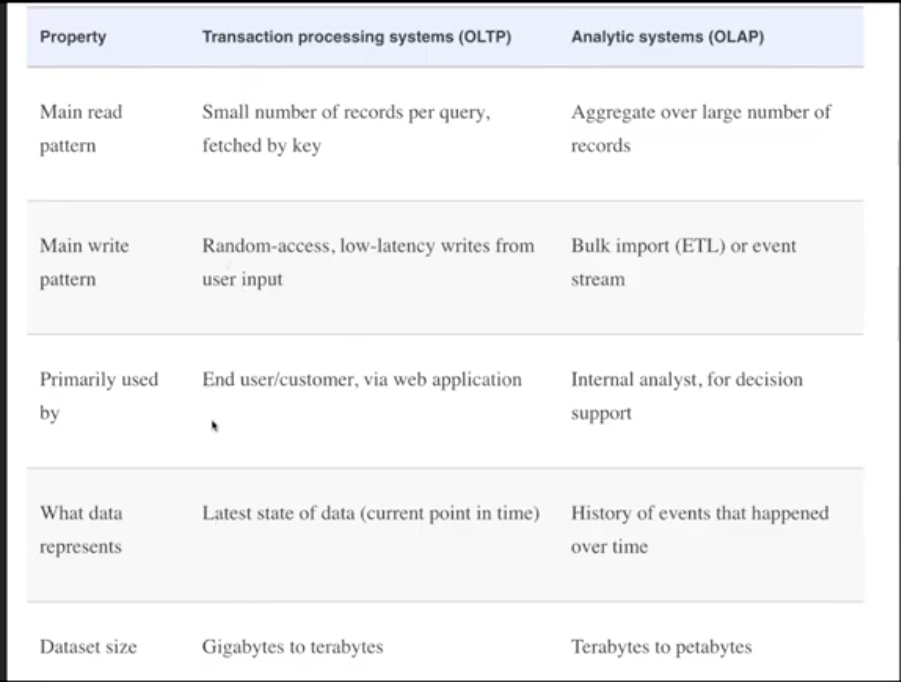 Property Transaction processing systems (OLTP) Analytic systems (OLAP)
Main read Small number of records per query, Aggregate over large number of
pattern fetched by key records
Main write Random-access, low-latency writes from Bulk import (ETL) or event
pattern user input stream
Primarily used End user/customer, via web application Internal analyst, for decision
by support
What data Latest state of data (current point in time) History of events that happened
represents over time
Dataset size Gigabytes to terabytes Terabytes to petabytes